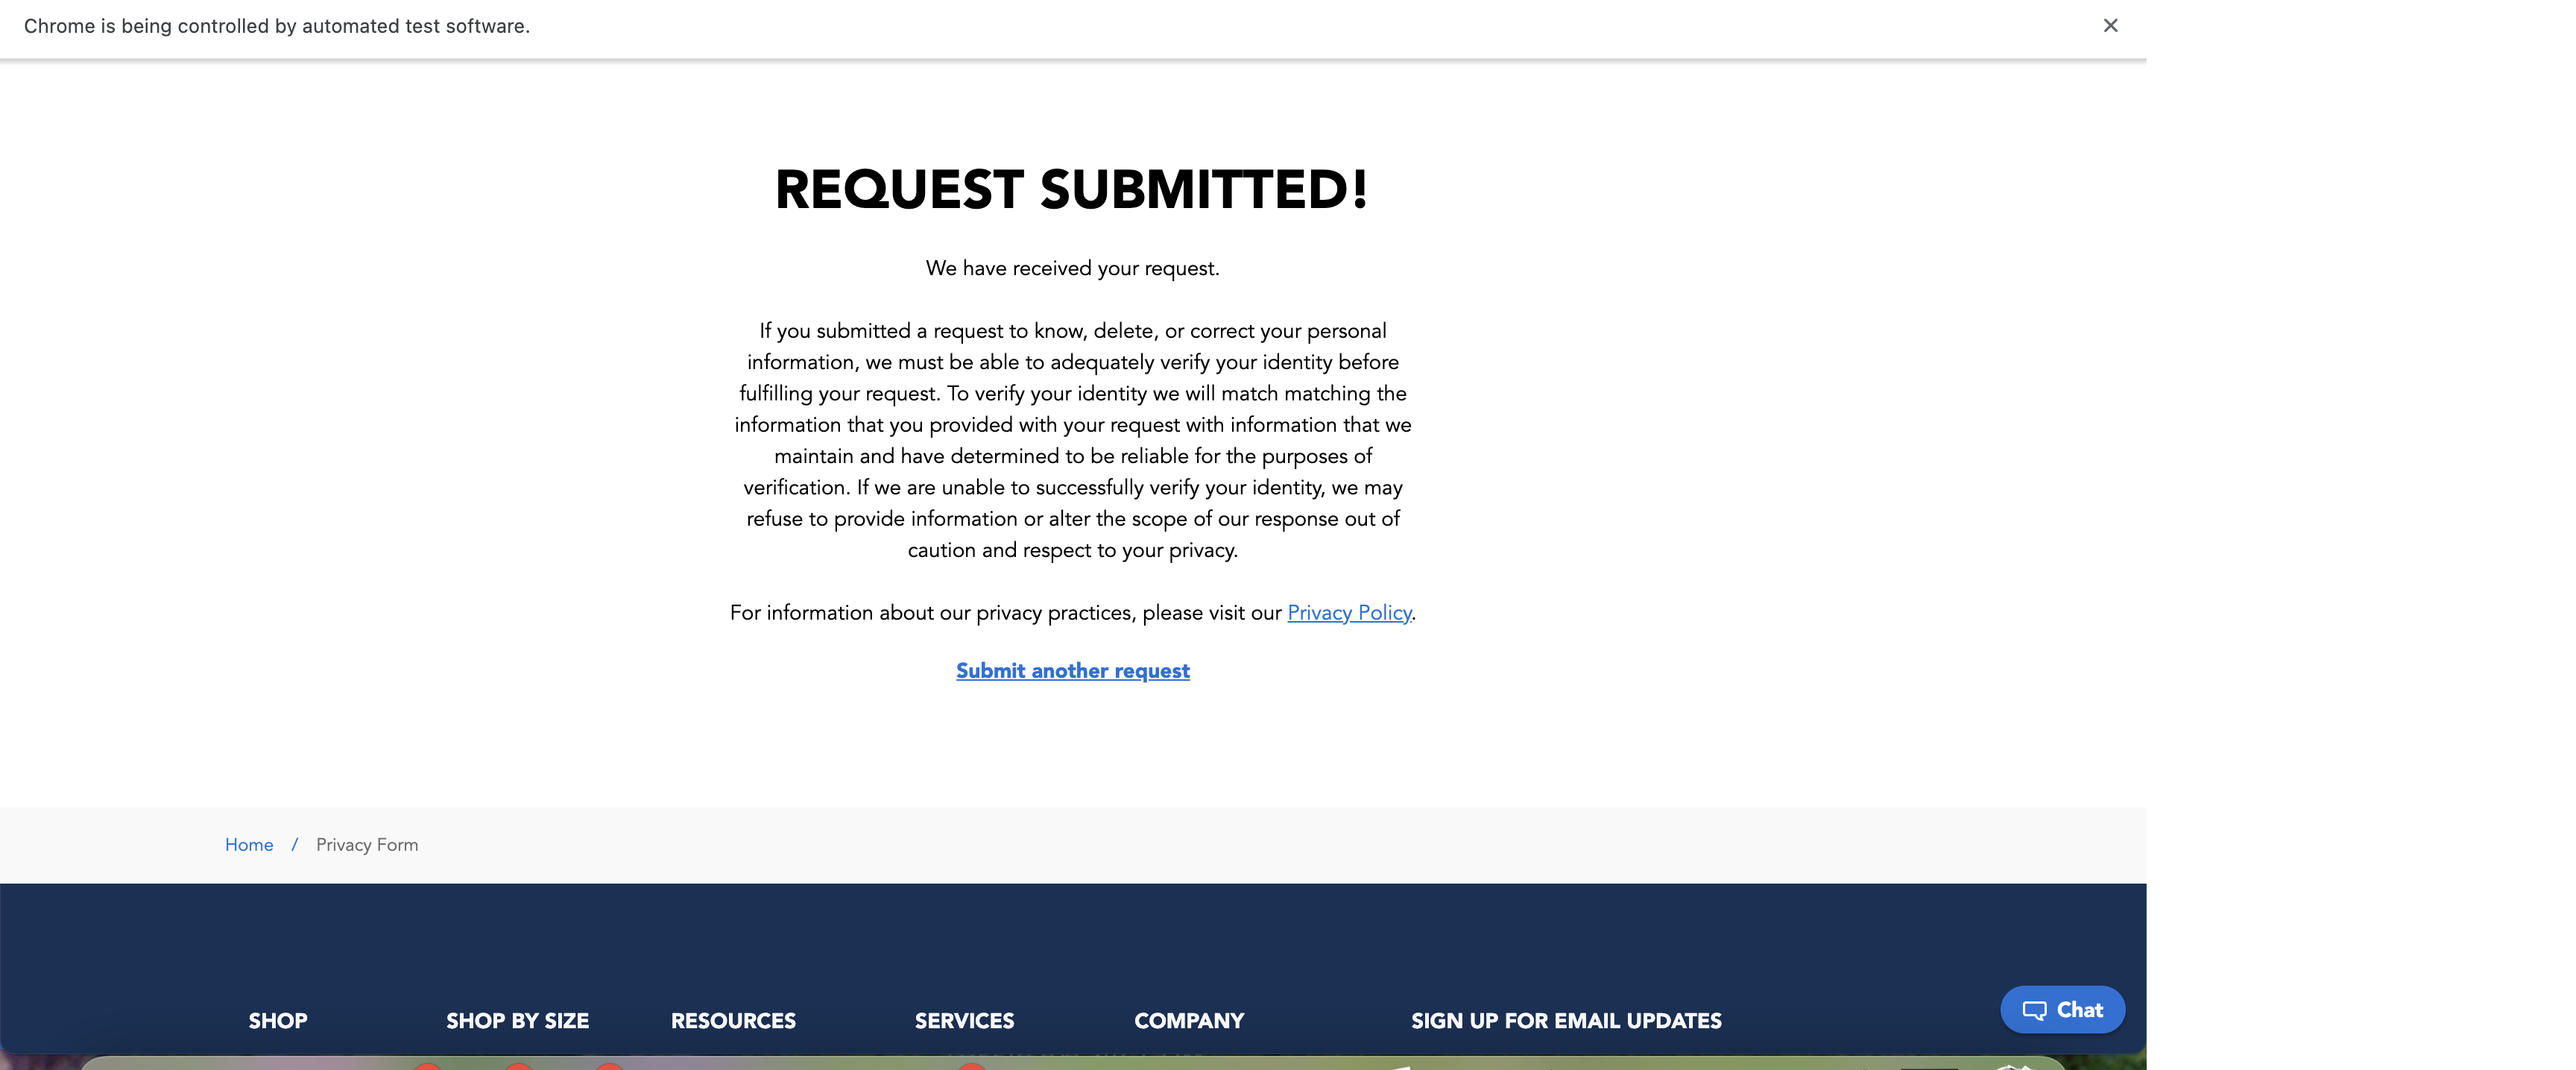 Chrome is being controlled by automated test software.
REQUEST SUBMITTED!
We have received your request.
If you submitted a request to know, delete, or correct your personal
information, we must be able to adequately verify your identity before
fulfilling your request. To verify your identity we will match matching the
information that you provided with your request with information that we
maintain and have determined to be reliable for the purposes of
verification. If we are unable to successfully verify your identity, we may
refuse to provide information or alter the scope of our response out of
caution and respect to your privacy.
For information about our privacy practices, please visit our Privacy Policy.
Submit another request
Home / Privacy Form
SHOP SHOP BY SIZE RESOURCES SERVICES COMPANY SIGN UP FOR EMAIL UPDATES
Chat